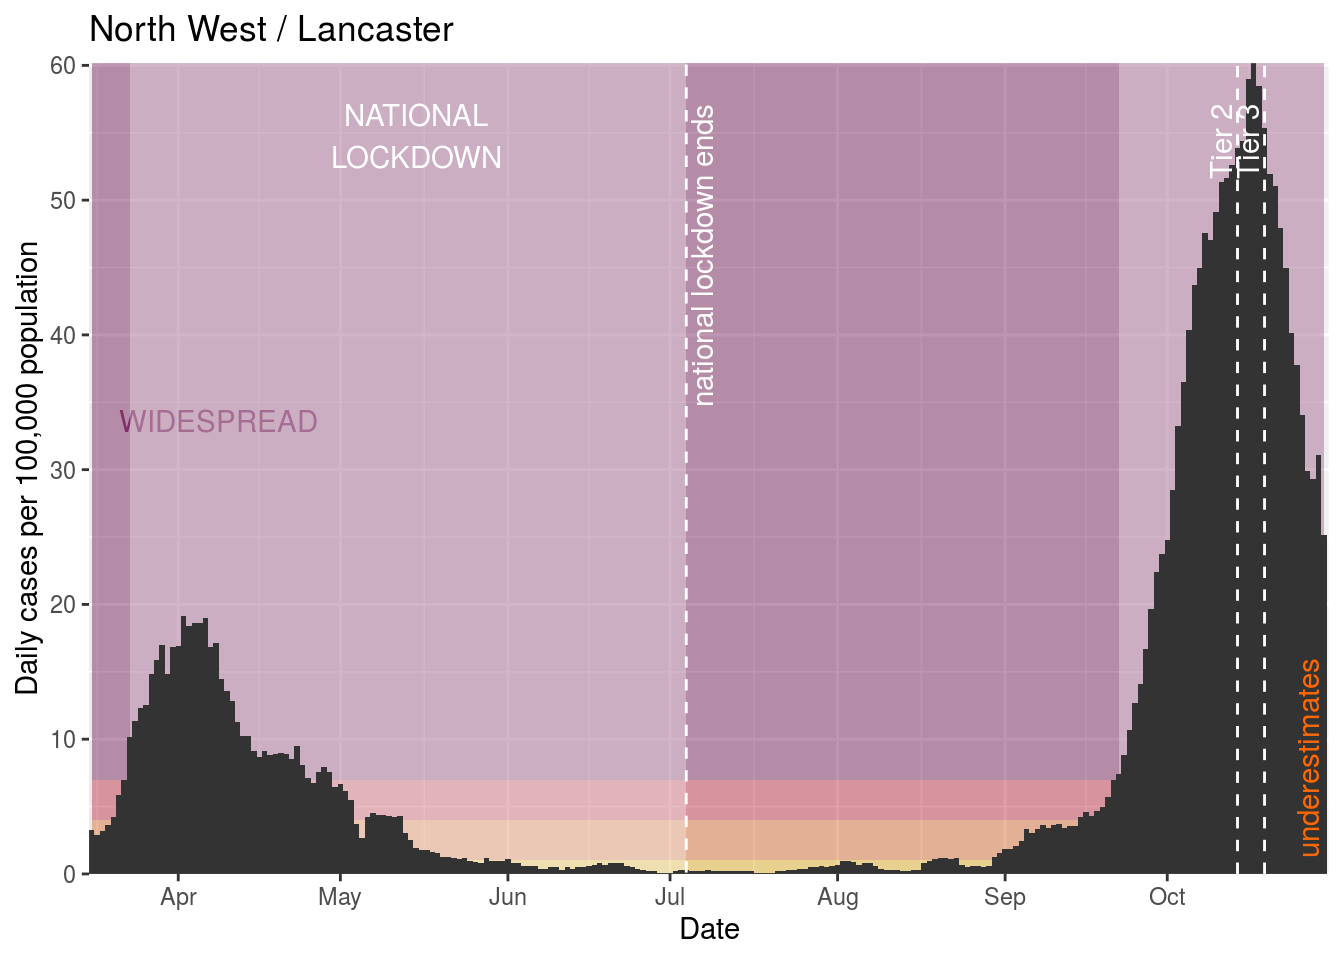 North West / Lancaster
60
50
40
30
20
10
0
Daily cases per 100,000 population
NATIONAL
LOCKDOWN
WIDESPREAD
national lockdown ends
Tier 2
Tier 3
underestimates
Apr May Jun Jul Aug Sep Oct
Date